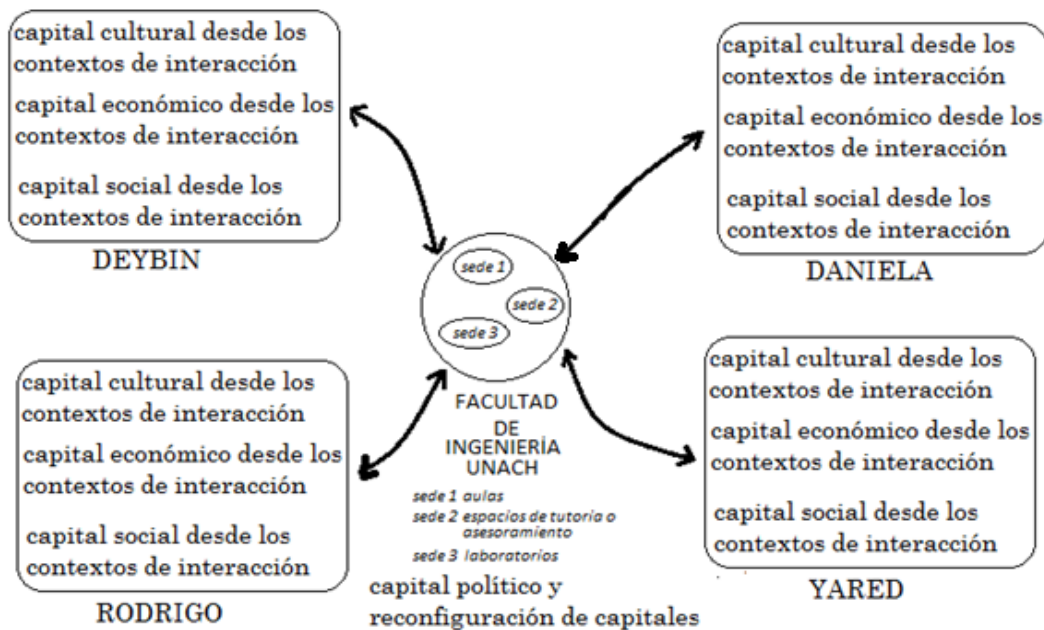 capital cultural desde los
contextos de interacción
capital económico desde los
contextos de interacción
capital social desde los
contextos de interacción
DEYBIN
capital cultural desde los
contextos de interacción
capital económico desde los
contextos de interacción
capital social desde los
contextos de interacción
DANIELA
sede 1
sede 2
sede 3
capital cultural desde los
contextos de interacción
capital económico desde los
contextos de interacción
capital social desde los
contextos de interacción
RODRIGO
FACULTAD
DE
INGENIERÍA
UNACH
sede 1 aulas
sede 2 espacios de tutoría o
asesoramiento
sede 3 laboratorios
capital político y
reconfiguración de capitales
capital cultural desde los
contextos de interacción
capital económico desde los
contextos de interacción
capital social desde los
contextos de interacción
YARED